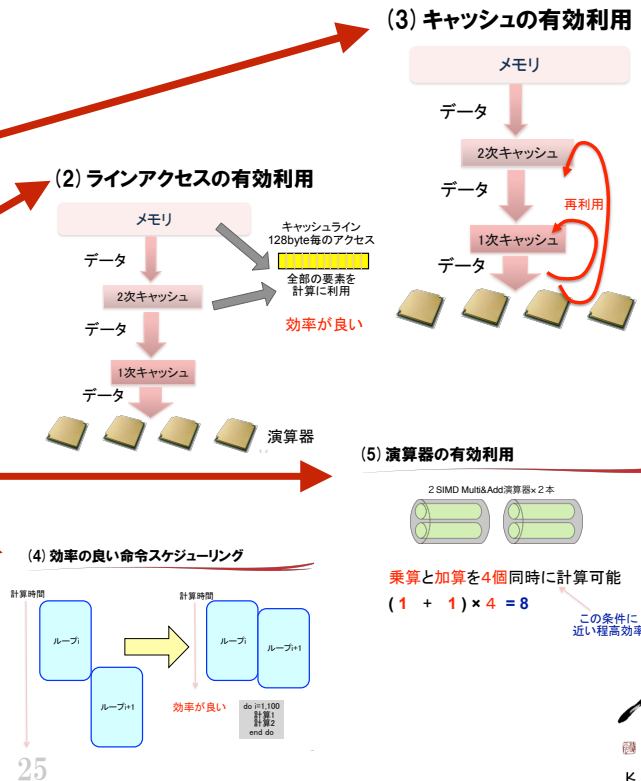 (3) キャッシュの有効利用
メモリ
データ
2次キャッシュ
データ
再利用
1次キャッシュ
データ
(2) ラインアクセスの有効利用
メモリ
キャッシュライン
128byte毎のアクセス
データ
全部の要素を
計算に利用
2次キャッシュ
効率が良い
データ
1次キャッシュ
データ
演算器
(5) 演算器の有効利用
2 SIMD Multi&Add演算器×2本
乗算と加算を4個同時に計算可能
(1 + 1)×4 =8
この条件に
近い程高効率
(4) 効率の良い命令スケジューリング
計算時間
計算時間
ループi
ループi
ループi+1
ループi+1
効率が良い
do i=1,100
計算1
計算2
end do
25
K